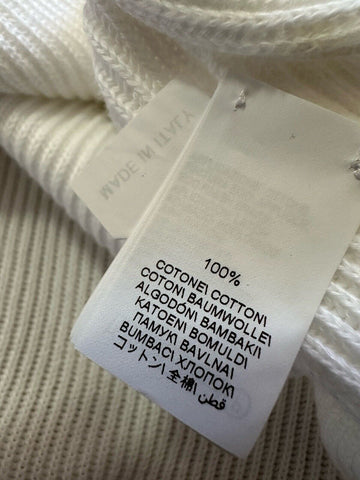 MADE IN ITALY
100%
COTONE\ COTTON\
COTON\ BAUMWOLLE\
ALGODÓN\ BAMBAK\
KATOEN\ BOMULD\
ПАМУК\ BAVLNA\
BUMBAC\ ХЛОПОК\
コットン\ 全棉\
قطن\